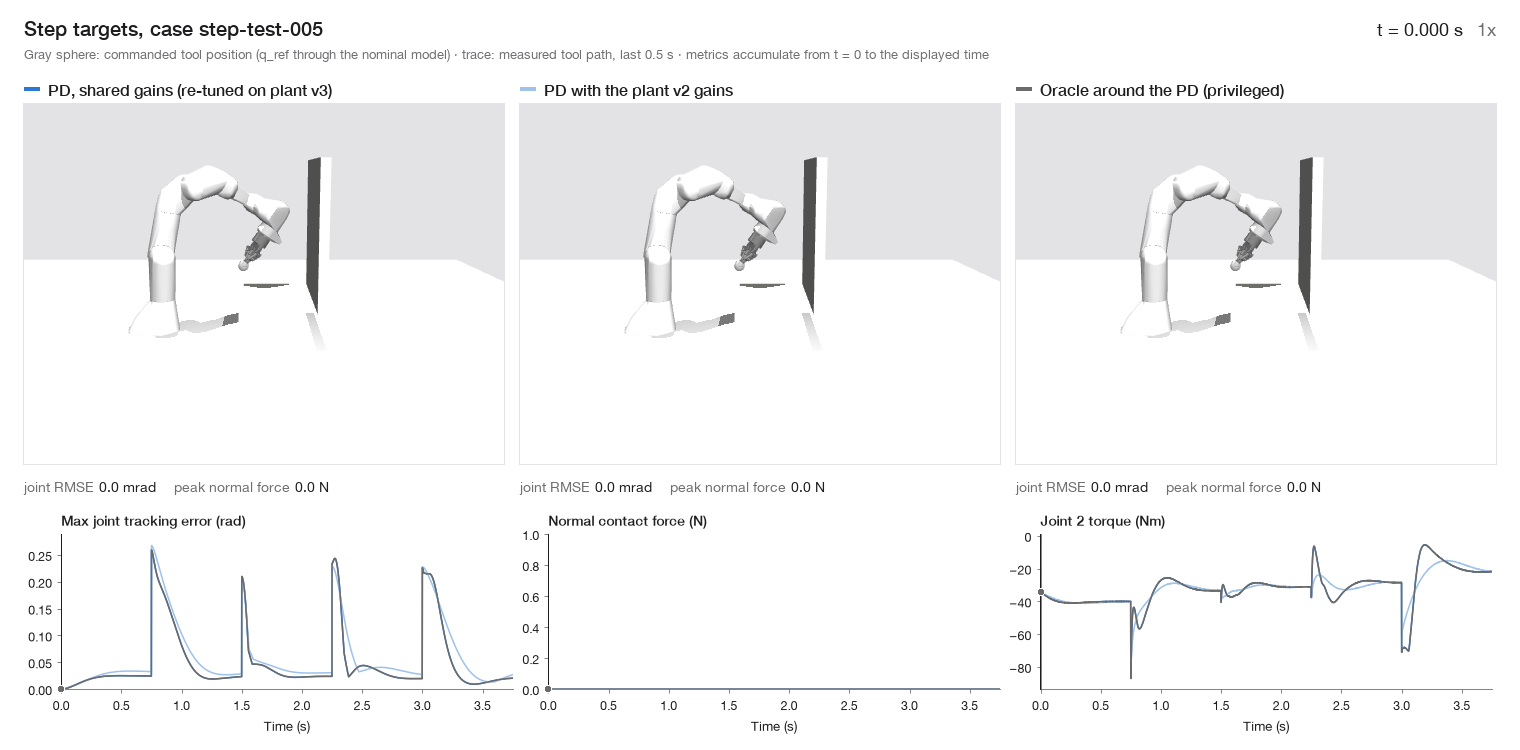 Step targets, case step-test-005
t = 0.000 s 1x
Gray sphere: commanded tool position (q_ref through the nominal model) · trace: measured tool path, last 0.5 s · metrics accumulate from t = 0 to the displayed time
PD, shared gains (re-tuned on plant v3)
PD with the plant v2 gains
Oracle around the PD (privileged)
joint RMSE 0.0 mrad peak normal force 0.0 N
joint RMSE 0.0 mrad peak normal force 0.0 N
joint RMSE 0.0 mrad peak normal force 0.0 N
Max joint tracking error (rad)
0.25
0.20
0.15
0.10
0.05
0.00
0.0 0.5 1.0 1.5 2.0 2.5 3.0 3.5
Time (s)
Normal contact force (N)
1.0
0.8
0.6
0.4
0.2
0.0
0.0 0.5 1.0 1.5 2.0 2.5 3.0 3.5
Time (s)
Joint 2 torque (Nm)
0
−20
−40
−60
−80
0.0 0.5 1.0 1.5 2.0 2.5 3.0 3.5
Time (s)